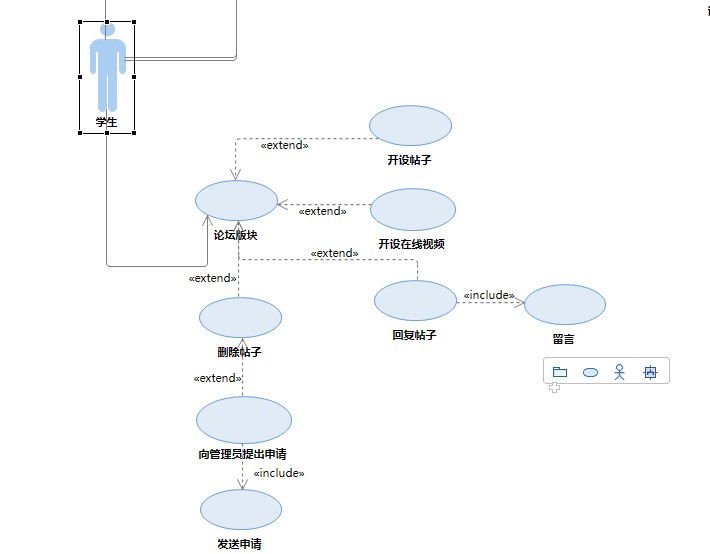 学生
«extend»
开设帖子
«extend»
论坛版块
开设在线视频
«extend»
«extend»
«include»
删除帖子
回复帖子
留言
«extend»
向管理员提出申请
«include»
发送申请